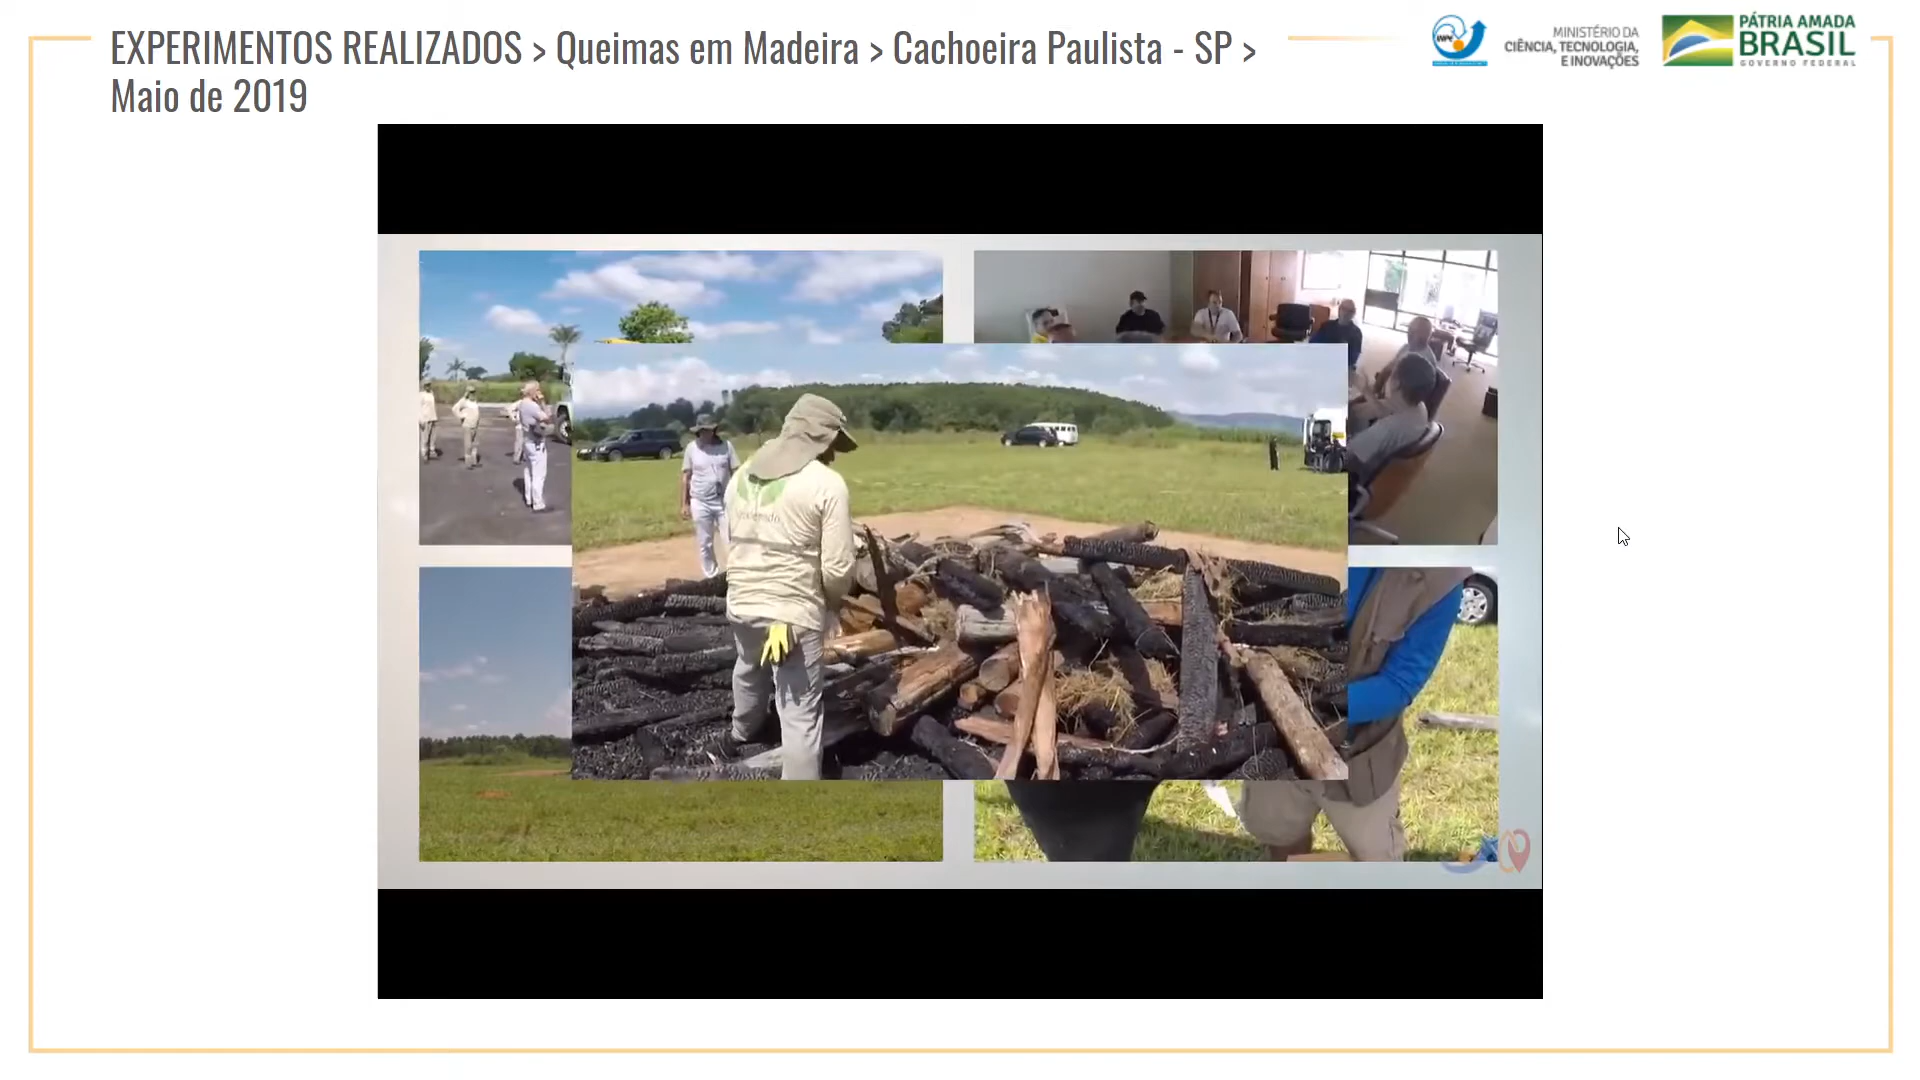 EXPERIMENTOS REALIZADOS > Queimas em Madeira > Cachoeira Paulista - SP >
Maio de 2019
INPE
MINISTÉRIO DA
CIÊNCIA, TECNOLOGIA,
E INOVAÇÕES
PÁTRIA AMADA
BRASIL
GOVERNO FEDERAL